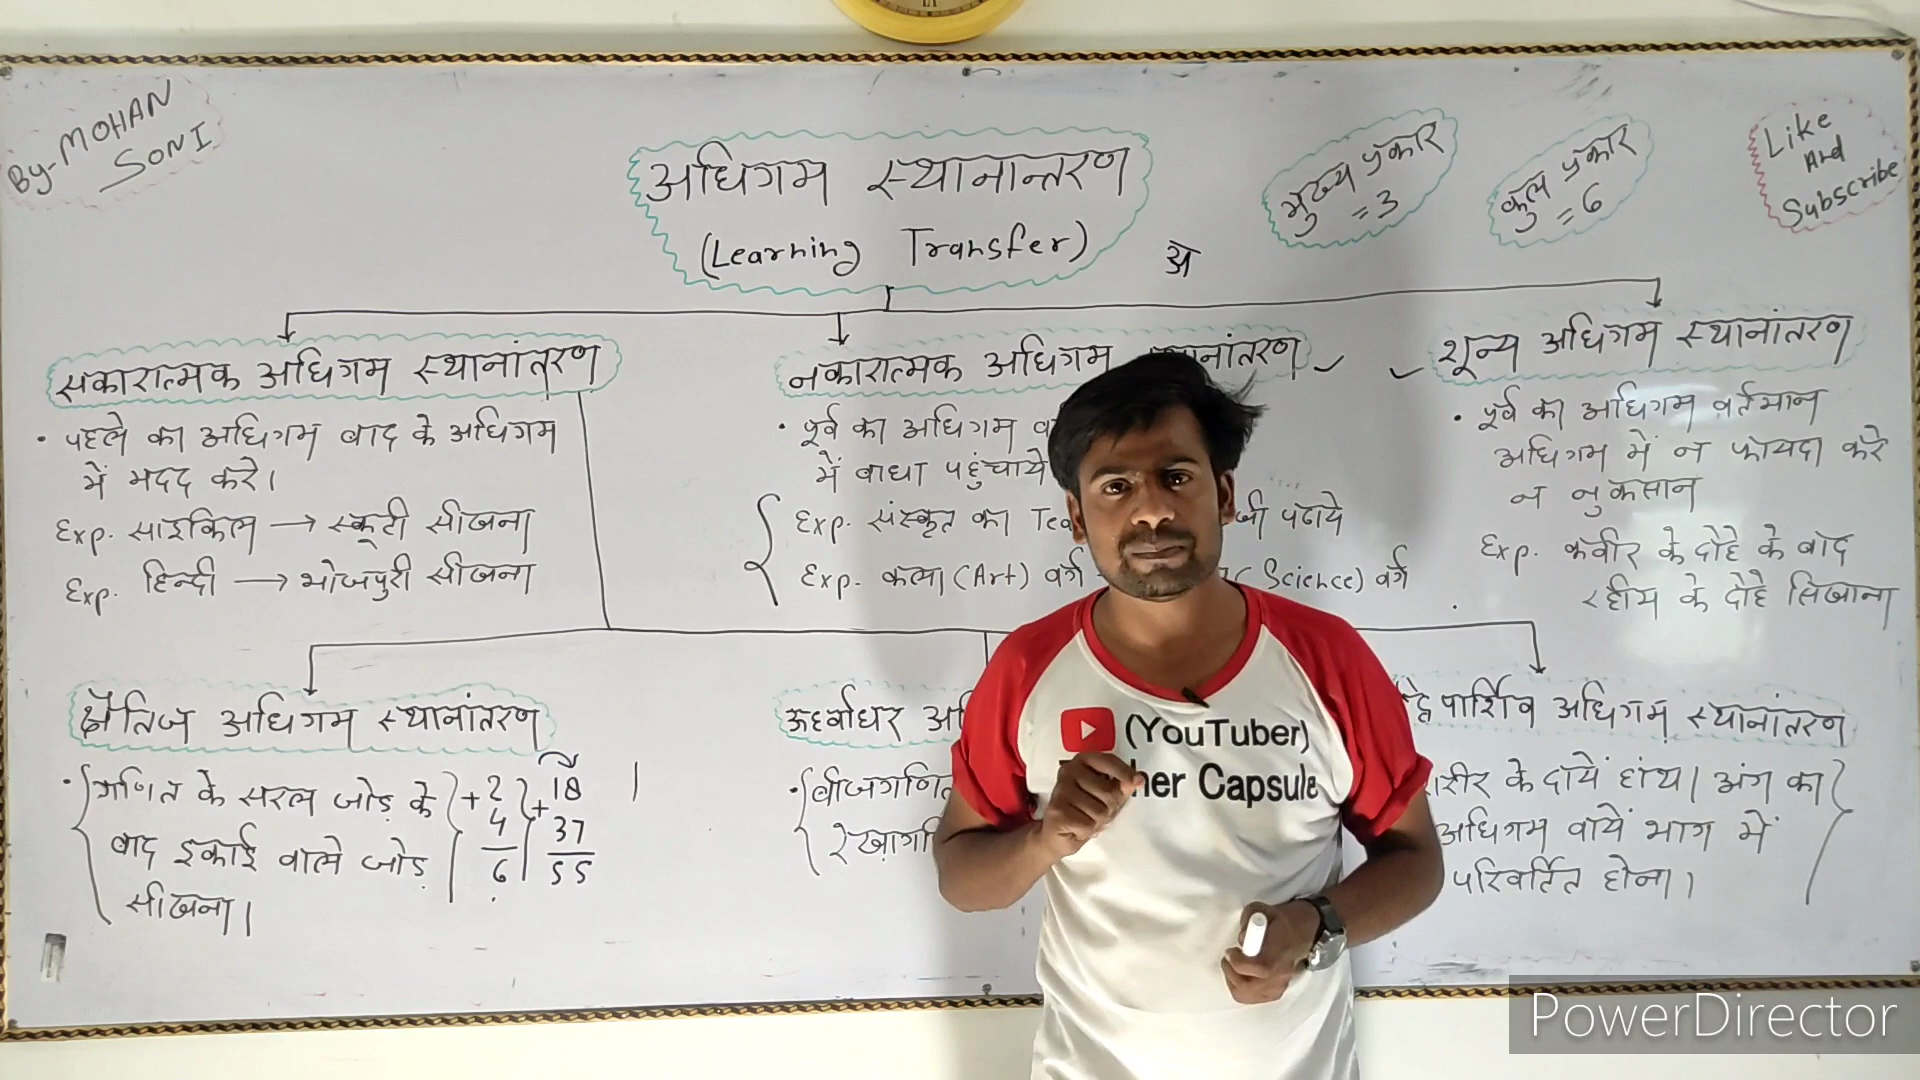 By-MOHAN
SONI
अधिगम स्थानान्तरण
(Learning Transfer)
अ
मुख्य प्रकार
=3
कुल प्रकार
=6
Like
And
Subscribe
सकारात्मक अधिगम स्थानांतरण
• पहले का अधिगम बाद के अधिगम
में मदद करे।
Exp. साइकिल → स्कूटी सीखना
Exp. हिन्दी → भोजपुरी सीखना
नकारात्मक अधिगम
• पूर्व का अधिगम
में बाधा पहुंचाये
Exp. संस्कृत का पढाये
Exp. कला (Art) वर्ग (Science) वर्ग
शून्य अधिगम स्थानांतरण
• पूर्व का अधिगम वर्तमान
अधिगम में न फायदा करे
न नुकसान
Exp. कबीर के दोहे के बाद
रहीम के दोहे सिखाना
क्षैतिज अधिगम स्थानांतरण
• गणित के सरल जोड़ के
बाद इकाई वाले जोड़
सीखना।
+2
4
6
18
+37
55
ऊर्ध्वाधर
• बीजगणित
अधिगम स्थानांतरण
के दायें हांथ। अंग का
अधिगम बायें भाग में
परिवर्तित होना।
(YouTuber)
Capsule
PowerDirector